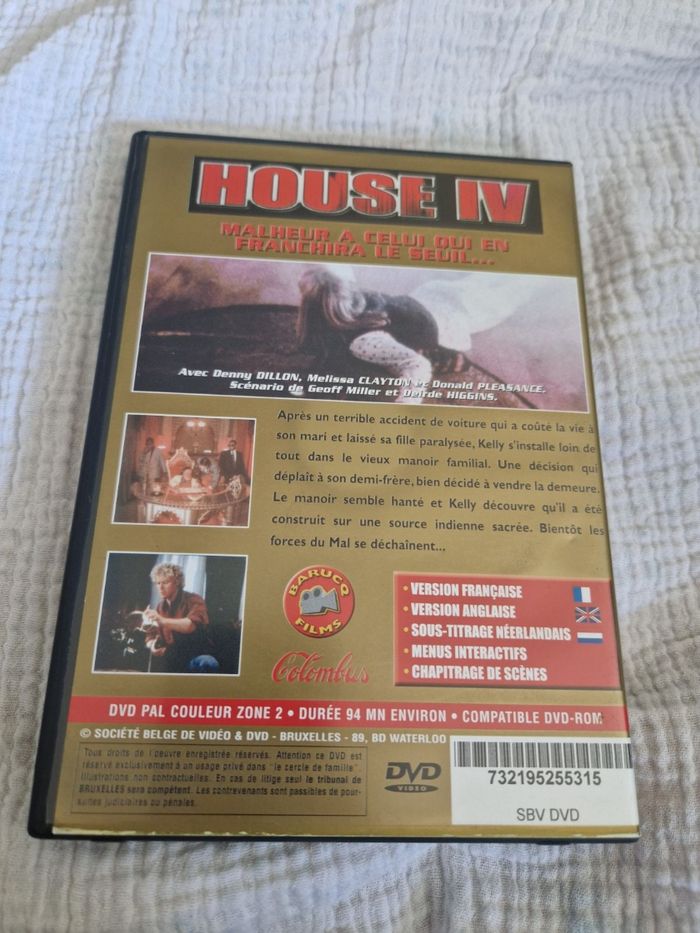 HOUSE IV
MALHEUR A CELUI QUI EN
FRANCHIRA LE SEUIL...
Avec Denny DILLON, Melissa CLAYTON et Donald PLEASANCE.
Scénario de Geoff Miller et Deirde HIGGINS.
Après un terrible accident de voiture qui a coûté la vie à
son mari et laissé sa fille paralysée, Kelly s'installe loin de
tout dans le vieux manoir familial. Une décision qui
déplaît à son demi-frère, bien décidé à vendre la demeure.
Le manoir semble hanté et Kelly découvre qu'il a été
construit sur une source indienne sacrée. Bientôt les
forces du Mal se déchaînent...
BARUCQ
FILMS
Colombus
• VERSION FRANÇAISE
• VERSION ANGLAISE
• SOUS-TITRAGE NÉERLANDAIS
• MENUS INTERACTIFS
• CHAPITRAGE DE SCÈNES
DVD PAL COULEUR ZONE 2 • DURÉE 94 MN ENVIRON • COMPATIBLE DVD-ROM
© SOCIÉTÉ BELGE DE VIDÉO & DVD - BRUXELLES - 89, BD WATERLOO
Tous droits de l'oeuvre enregistrée réservés. Attention ce DVD est
réservé exclusivement à un usage privé dans "le cercle de famille".
Illustrations non contractuelles. En cas de litige seul le tribunal de
BRUXELLES sera compétent. Les contrevenants sont passibles de pour-
suites judiciaires ou pénales.
DVD
VIDEO
732195255315
SBV DVD